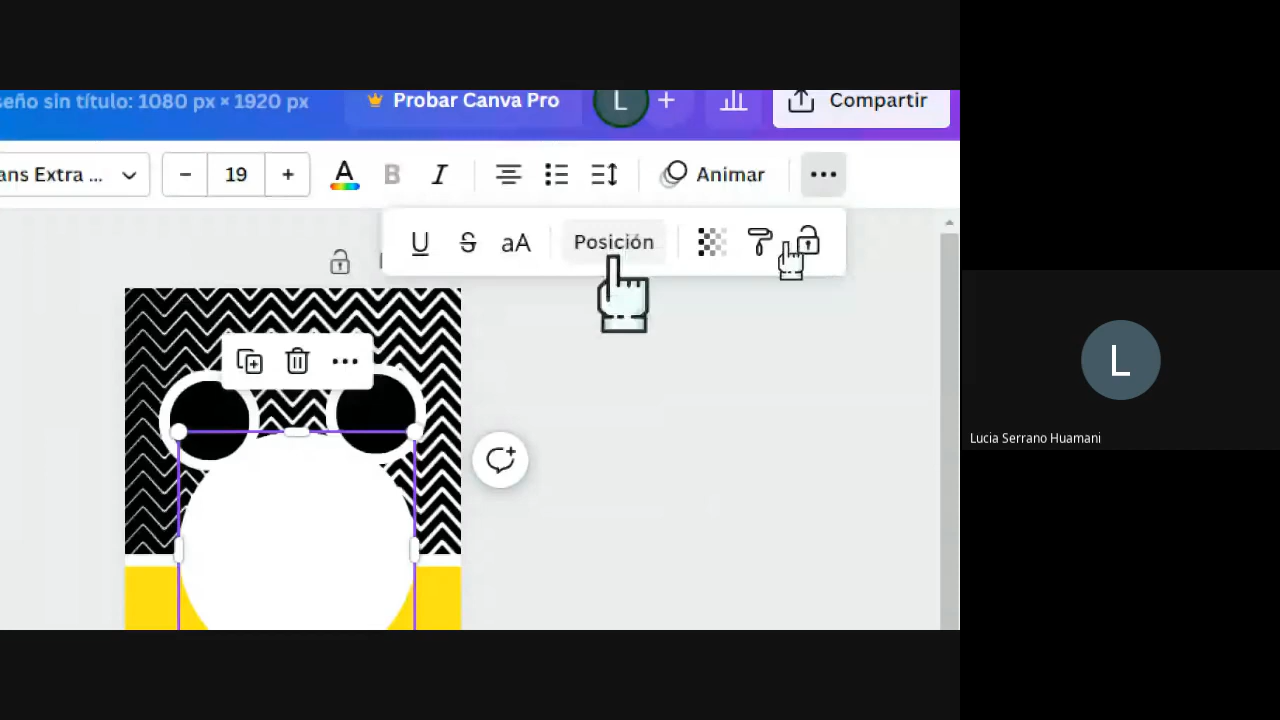 eño sin título: 1080 px × 1920 px
Probar Canva Pro
L
Compartir
ans Extra ...
19
A
B
I
Animar
U
S
aA
Posición
L
Lucia Serrano Huamani